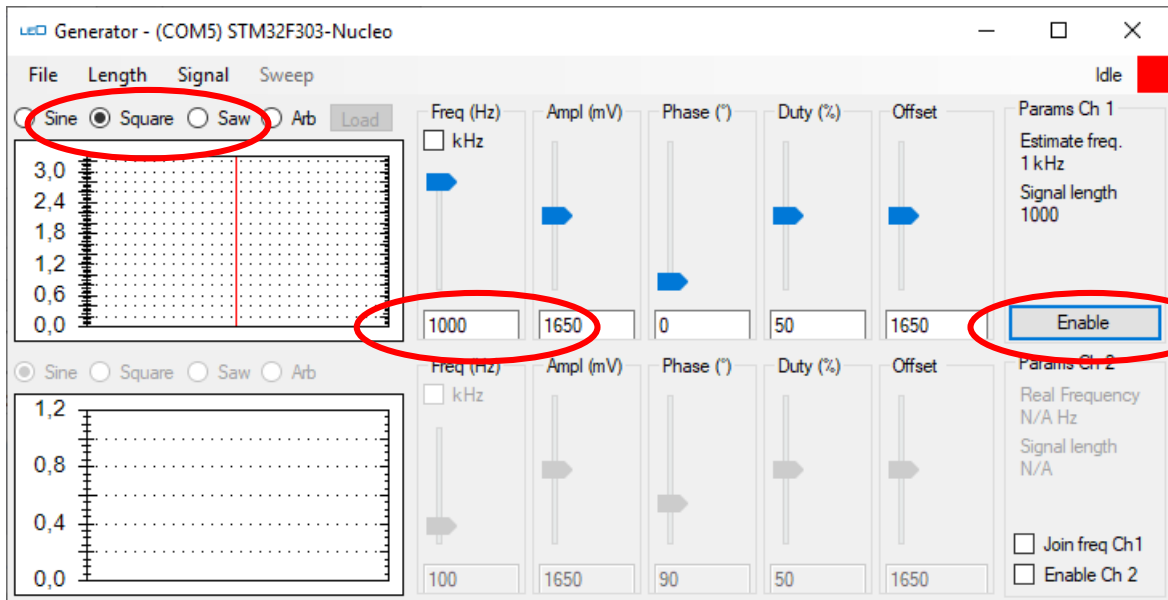 LEO Generator - (COM5) STM32F303-Nucleo
File Length Signal Sweep Idle
Sine Square Saw Arb Load
3,0
2,4
1,8
1,2
0,6
0,0
Freq (Hz) Ampl (mV) Phase (°) Duty (%) Offset
kHz
1000 1650 0 50 1650
Params Ch 1
Estimate freq.
1 kHz
Signal length
1000
Enable
Sine Square Saw Arb
1,2
0,8
0,4
0,0
Freq (Hz) Ampl (mV) Phase (°) Duty (%) Offset
kHz
100 1650 90 50 1650
Params Ch 2
Real Frequency
N/A Hz
Signal length
N/A
Join freq Ch1
Enable Ch 2